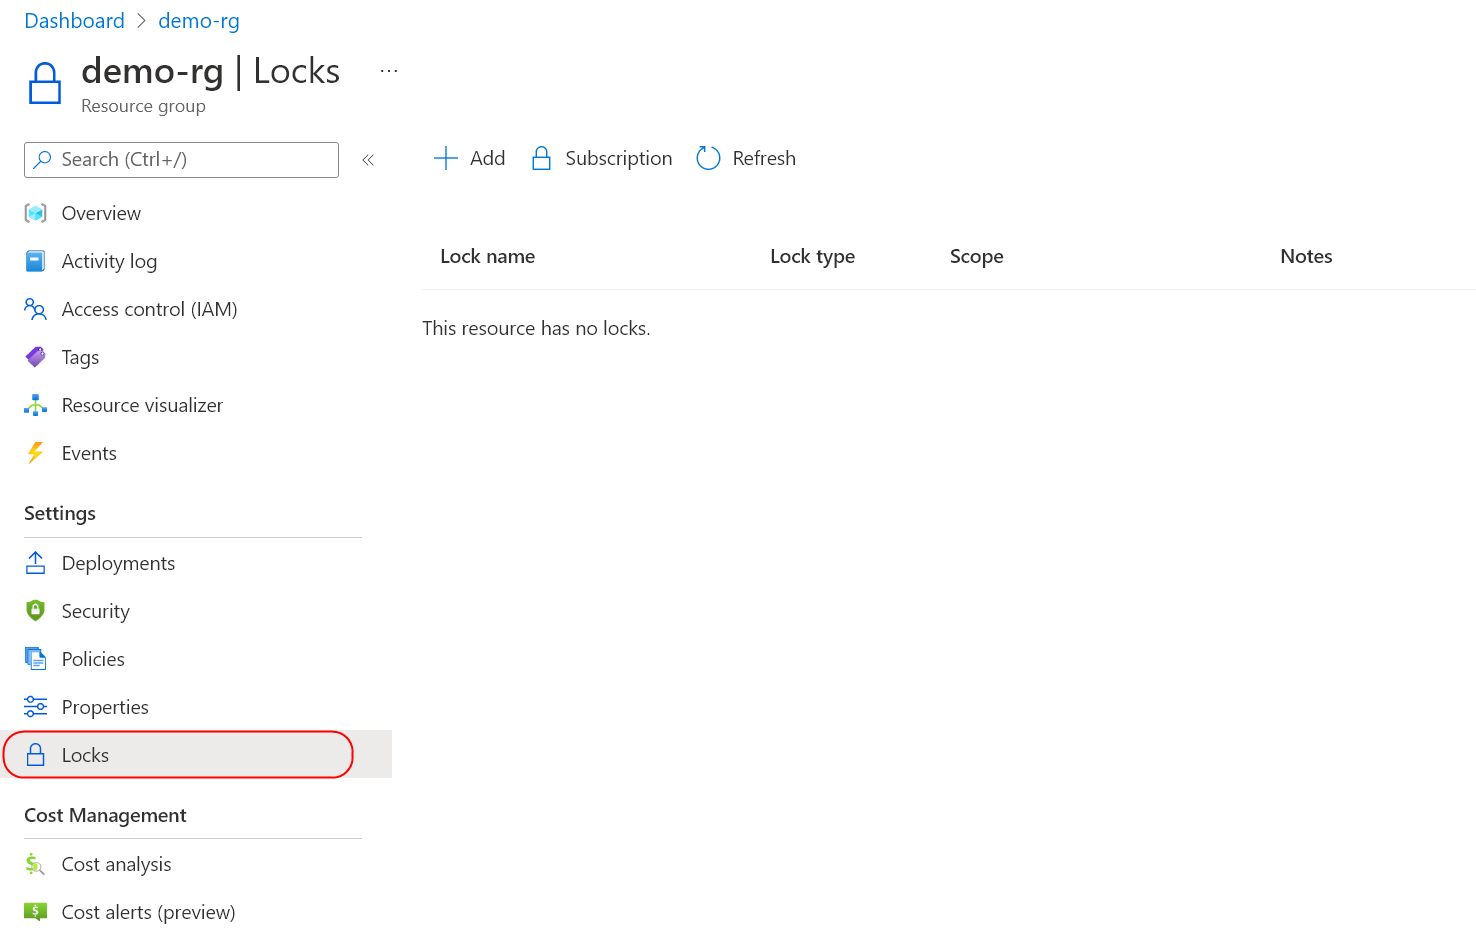 Dashboard > demo-rg
demo-rg | Locks ...
Resource group
Search (Ctrl+/) «
Overview
Activity log
Access control (IAM)
Tags
Resource visualizer
Events
Settings
Deployments
Security
Policies
Properties
Locks
Cost Management
Cost analysis
Cost alerts (preview)
Add Subscription Refresh
Lock name Lock type Scope Notes
This resource has no locks.